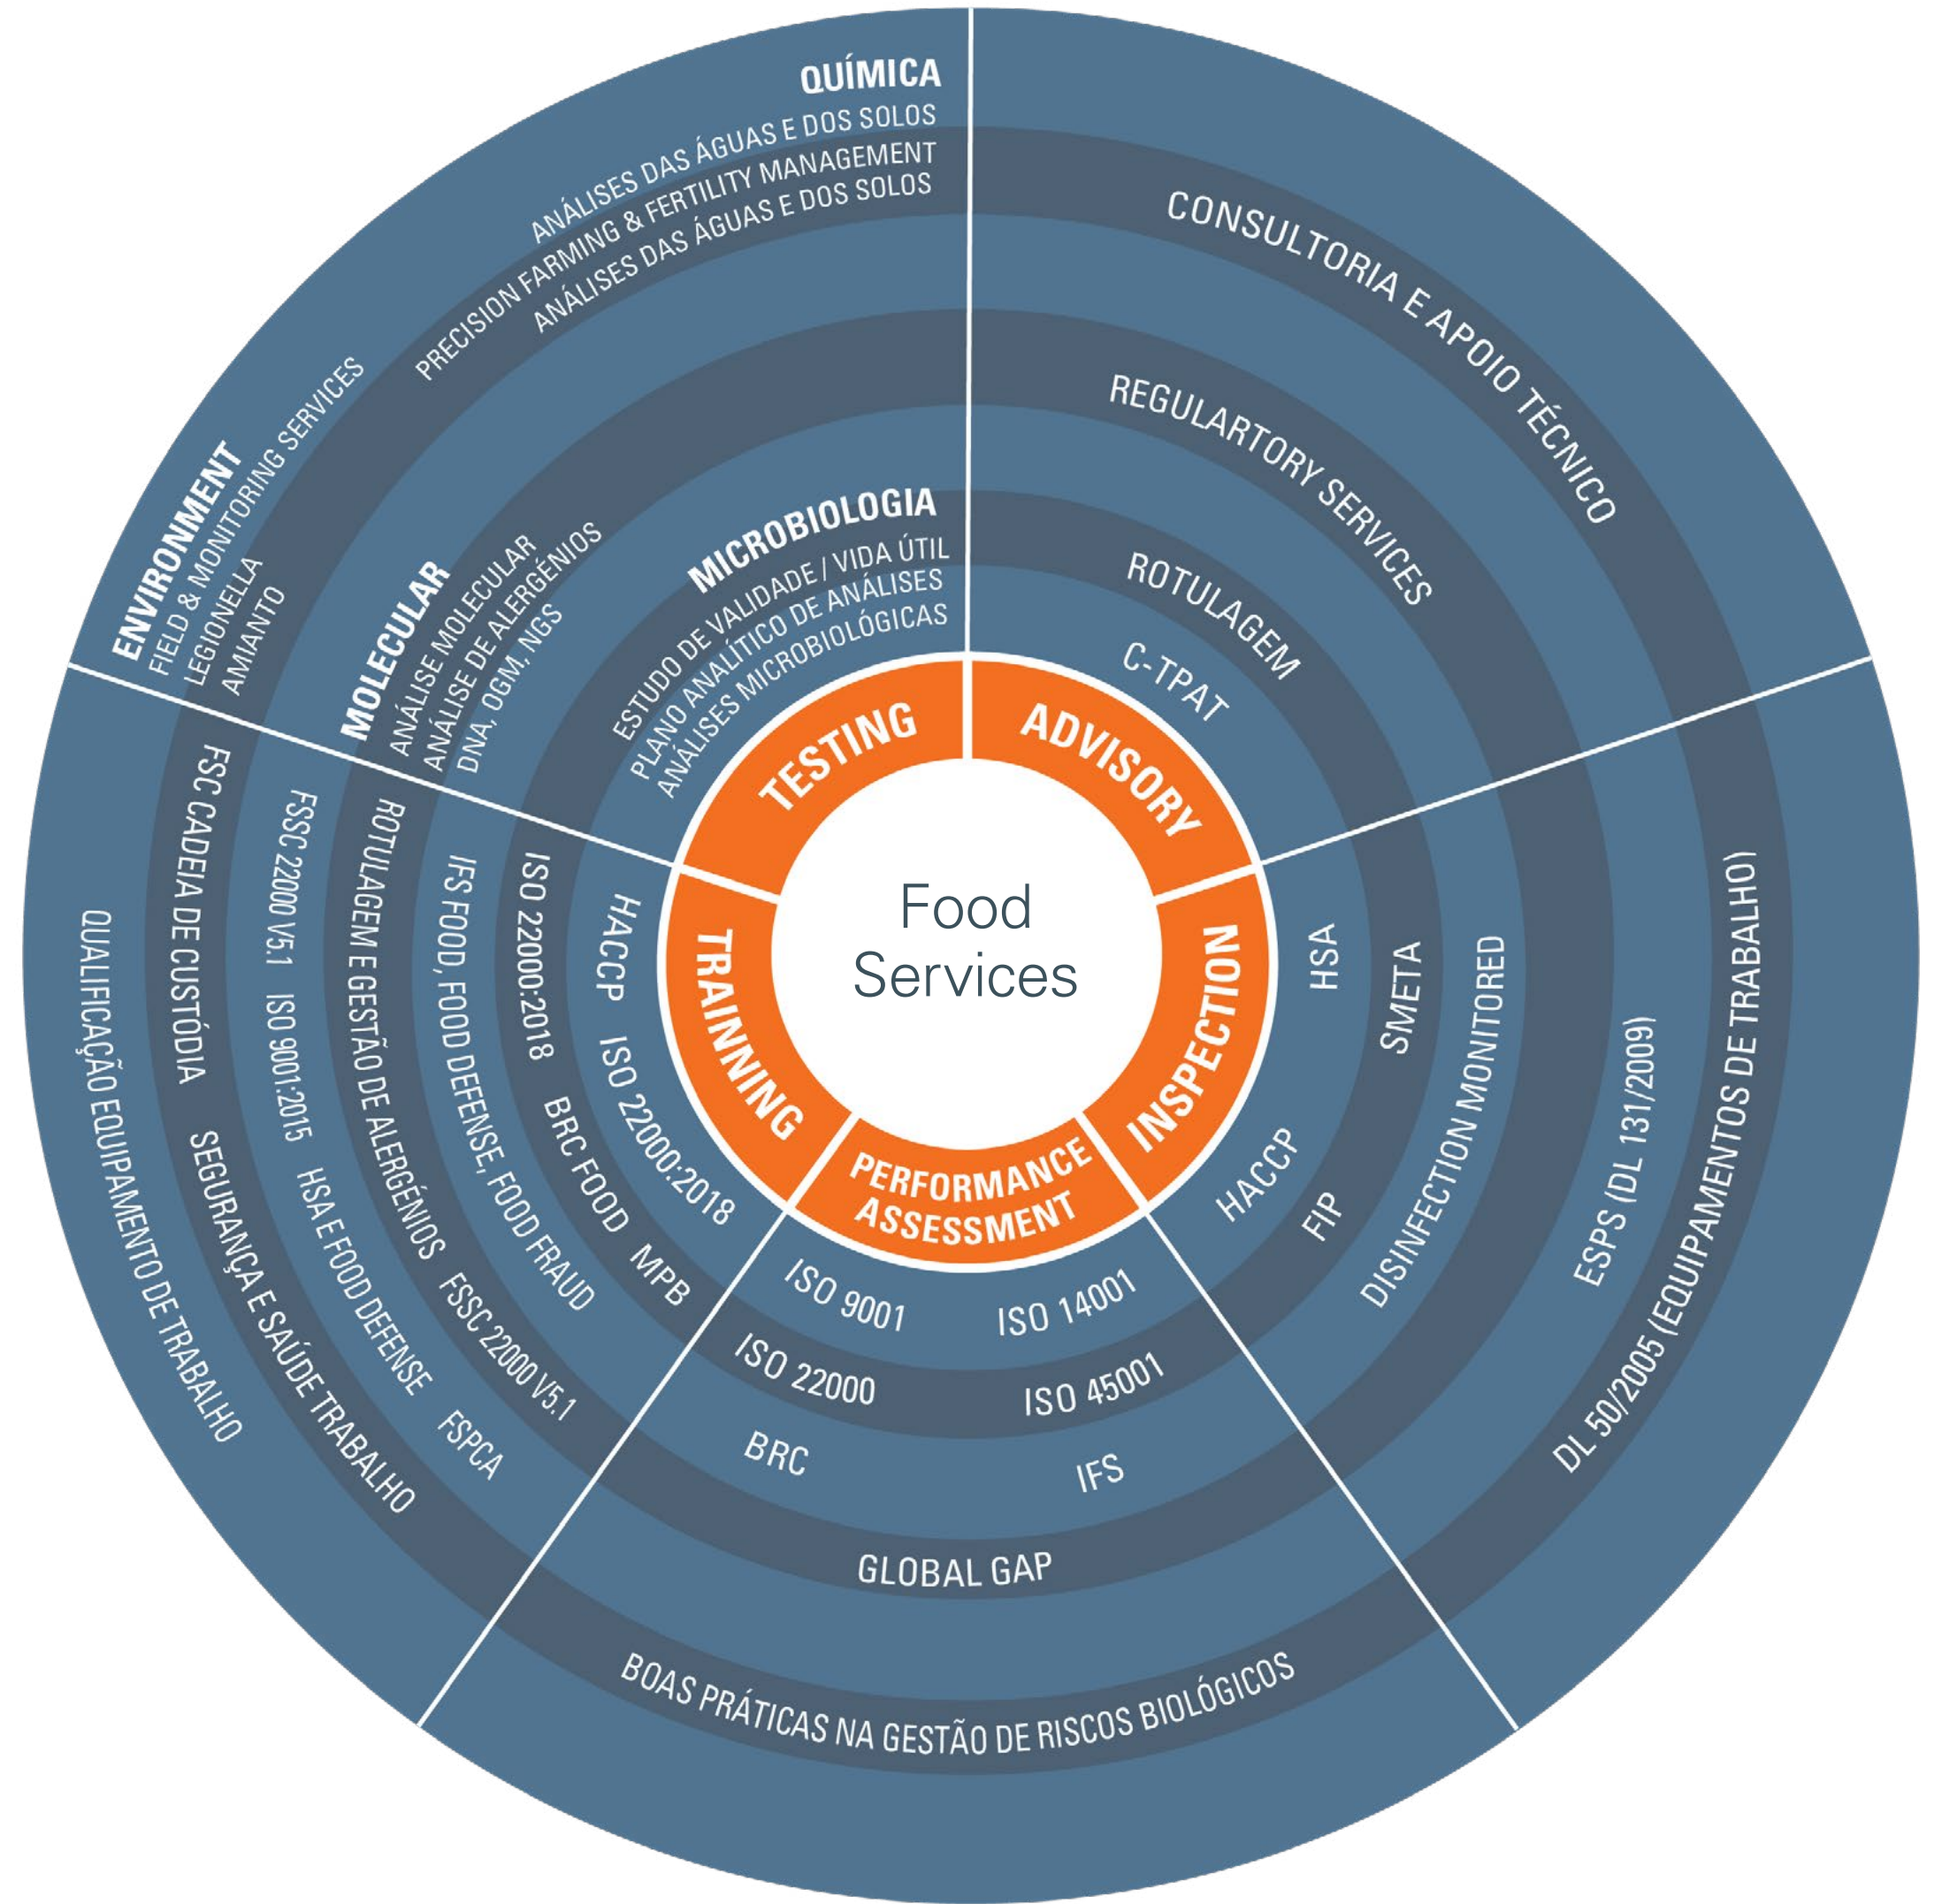 Food
Services
TESTING
QUÍMICA
ANÁLISES DAS ÁGUAS E DOS SOLOS
PRECISION FARMING & FERTILITY MANAGEMENT
ANÁLISES DAS ÁGUAS E DOS SOLOS
ENVIRONMENT
FIELD & MONITORING SERVICES
LEGIONELLA
AMIANTO
MOLECULAR
ANÁLISE MOLECULAR
ANÁLISE DE ALERGÉNIOS
DNA, OGM, NGS
MICROBIOLOGIA
ESTUDO DE VALIDADE / VIDA ÚTIL
PLANO ANALÍTICO DE ANÁLISES
ANÁLISES MICROBIOLÓGICAS
ADVISORY
CONSULTORIA E APOIO TÉCNICO
REGULARTORY SERVICES
ROTULAGEM
C-TPAT
INSPECTION
HSA
HACCP
SMETA
FIP
DISINFECTION MONITORED
ESPS (DL 131/2009)
DL 50/2005 (EQUIPAMENTOS DE TRABALHO)
PERFORMANCE
ASSESSMENT
ISO 9001
ISO 14001
ISO 22000
ISO 45001
BRC
IFS
GLOBAL GAP
BOAS PRÁTICAS NA GESTÃO DE RISCOS BIOLÓGICOS
TRAINNING
HACCP
ISO 22000:2018
ISO 22000:2018
BRC FOOD
MPB
IFS FOOD, FOOD DEFENSE, FOOD FRAUD
ROTULAGEM E GESTÃO DE ALERGÉNIOS
FSSC 22000 V5.1
FSSC 22000 V5.1
ISO 9001:2015
HSA E FOOD DEFENSE
FSPCA
FSC CADEIA DE CUSTÓDIA
SEGURANÇA E SAÚDE TRABALHO
QUALIFICAÇÃO EQUIPAMENTO DE TRABALHO